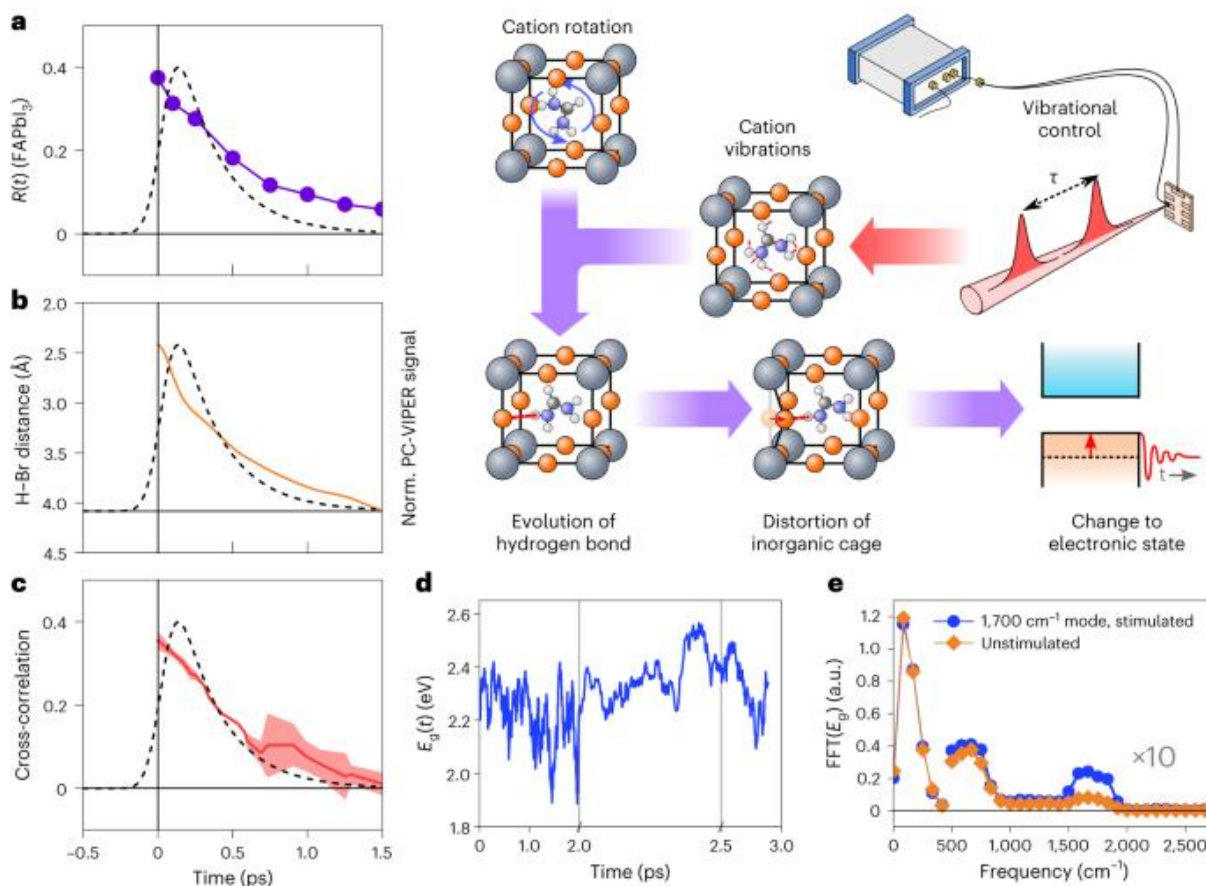 a
0.4
0.2
0
R(t) (FAPbI₃)
Cation rotation
Cation
vibrations
Vibrational
control
τ
b
2.0
2.5
3.0
3.5
4.0
4.5
H–Br distance (Å)
Norm. PC-VIPER signal
Evolution of
hydrogen bond
Distortion of
inorganic cage
t
Change to
electronic state
c
0.4
0.2
0
Cross-correlation
−0.5 0 0.5 1.0 1.5
Time (ps)
d
2.6
2.4
2.2
2.0
1.8
E_g(t) (eV)
0 0.5 1.0 1.5 2.0 2.5 3.0
Time (ps)
e
1.2
1.0
0.8
0.6
0.4
0.2
0
FFT(E_g) (a.u.)
1,700 cm⁻¹ mode, stimulated
Unstimulated
×10
0 500 1,000 1,500 2,000 2,500
Frequency (cm⁻¹)